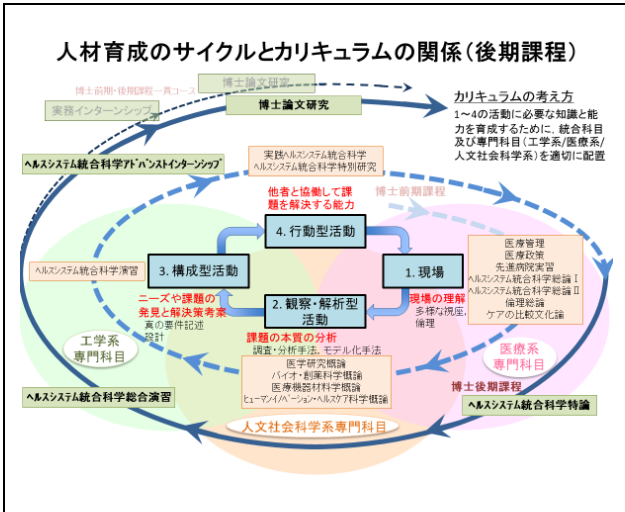 人材育成のサイクルとカリキュラムの関係（後期課程）
博士前期・後期課程一貫コース
博士論文研究
実務インターンシップ
博士論文研究
カリキュラムの考え方
1～4の活動に必要な知識と能
力を育成するために，統合科目
及び専門科目（工学系/医療系/
人文社会科学系）を適切に配置
ヘルスシステム統合科学アドバンストインターンシップ
実践ヘルスシステム統合科学
ヘルスシステム統合科学特別研究
他者と協働して課
題を解決する能力
博士前期課程
4. 行動型活動
医療管理
医療政策
先進病院実習
ヘルスシステム統合科学総論Ⅰ
ヘルスシステム統合科学総論Ⅱ
倫理総論
ケアの比較文化論
ヘルスシステム統合科学演習
3. 構成型活動
1. 現場
2. 観察・解析型
活動
ニーズや課題の
発見と解決策考案
真の要件記述
設計
現場の理解
多様な視座,
倫理
課題の本質の分析
調査・分析手法, モデル化手法
工学系
専門科目
医療系
専門科目
医学研究概論
バイオ・創薬科学概論
医療機器材料学概論
ヒューマンイノベーション・ヘルスケア科学概論
博士後期課程
ヘルスシステム統合科学総合演習
ヘルスシステム統合科学特論
人文社会科学系専門科目